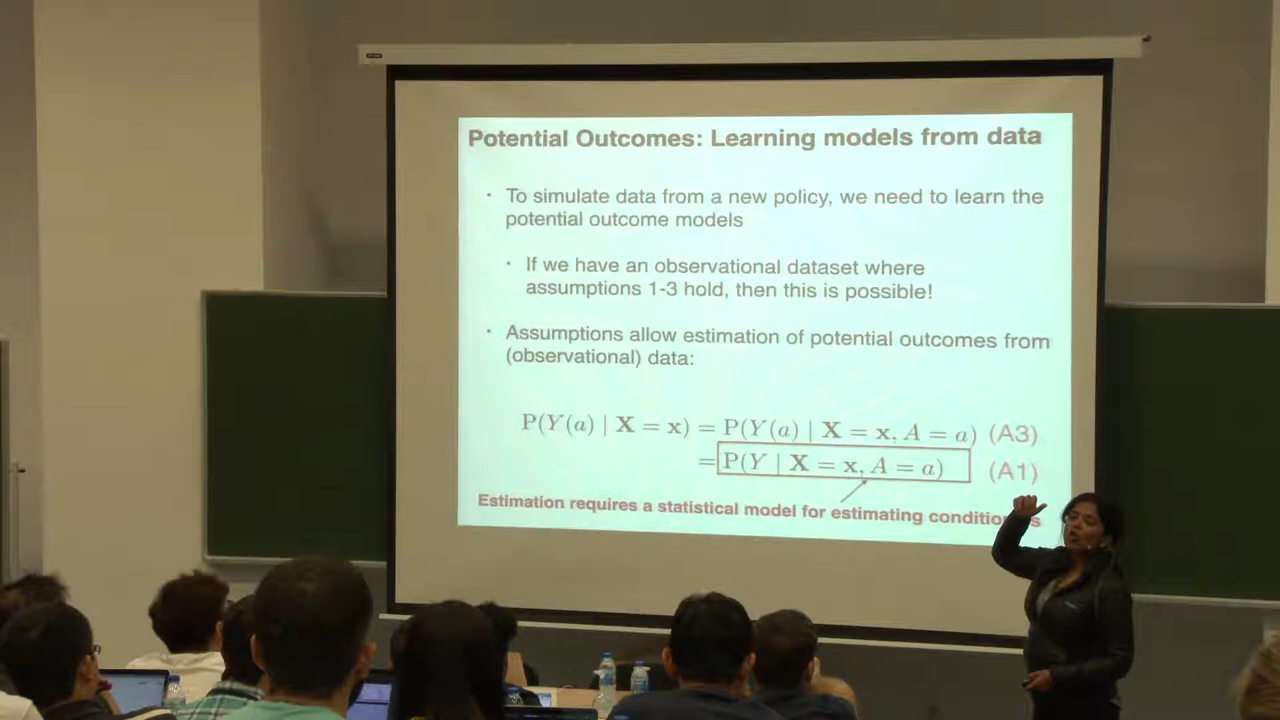 Potential Outcomes: Learning models from data
· To simulate data from a new policy, we need to learn the
potential outcome models
· If we have an observational dataset where
assumptions 1-3 hold, then this is possible!
· Assumptions allow estimation of potential outcomes from
(observational) data:
P(Y(a) | X = x) = P(Y(a) | X = x, A = a) (A3)
= P(Y | X = x, A = a) (A1)
Estimation requires a statistical model for estimating